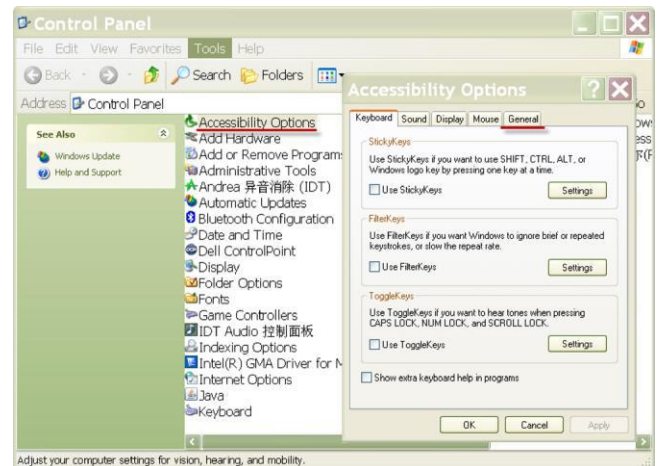 Control Panel
File Edit View Favorites Tools Help
Back Search Folders
Address Control Panel
See Also
Windows Update
Help and Support
Accessibility Options
Add Hardware
Add or Remove Program
Administrative Tools
Andrea 异音消除 (IDT)
Automatic Updates
Bluetooth Configuration
Date and Time
Dell ControlPoint
Display
Folder Options
Fonts
Game Controllers
IDT Audio 控制面板
Indexing Options
Intel(R) GMA Driver for M
Internet Options
Java
Keyboard
Accessibility Options
Keyboard Sound Display Mouse General
StickyKeys
Use StickyKeys if you want to use SHIFT, CTRL, ALT, or
Windows logo key by pressing one key at a time.
Use StickyKeys Settings
FilterKeys
Use FilterKeys if you want Windows to ignore brief or repeated
keystrokes, or slow the repeat rate.
Use FilterKeys Settings
ToggleKeys
Use ToggleKeys if you want to hear tones when pressing
CAPS LOCK, NUM LOCK, and SCROLL LOCK.
Use ToggleKeys Settings
Show extra keyboard help in programs
OK Cancel Apply
Adjust your computer settings for vision, hearing, and mobility.